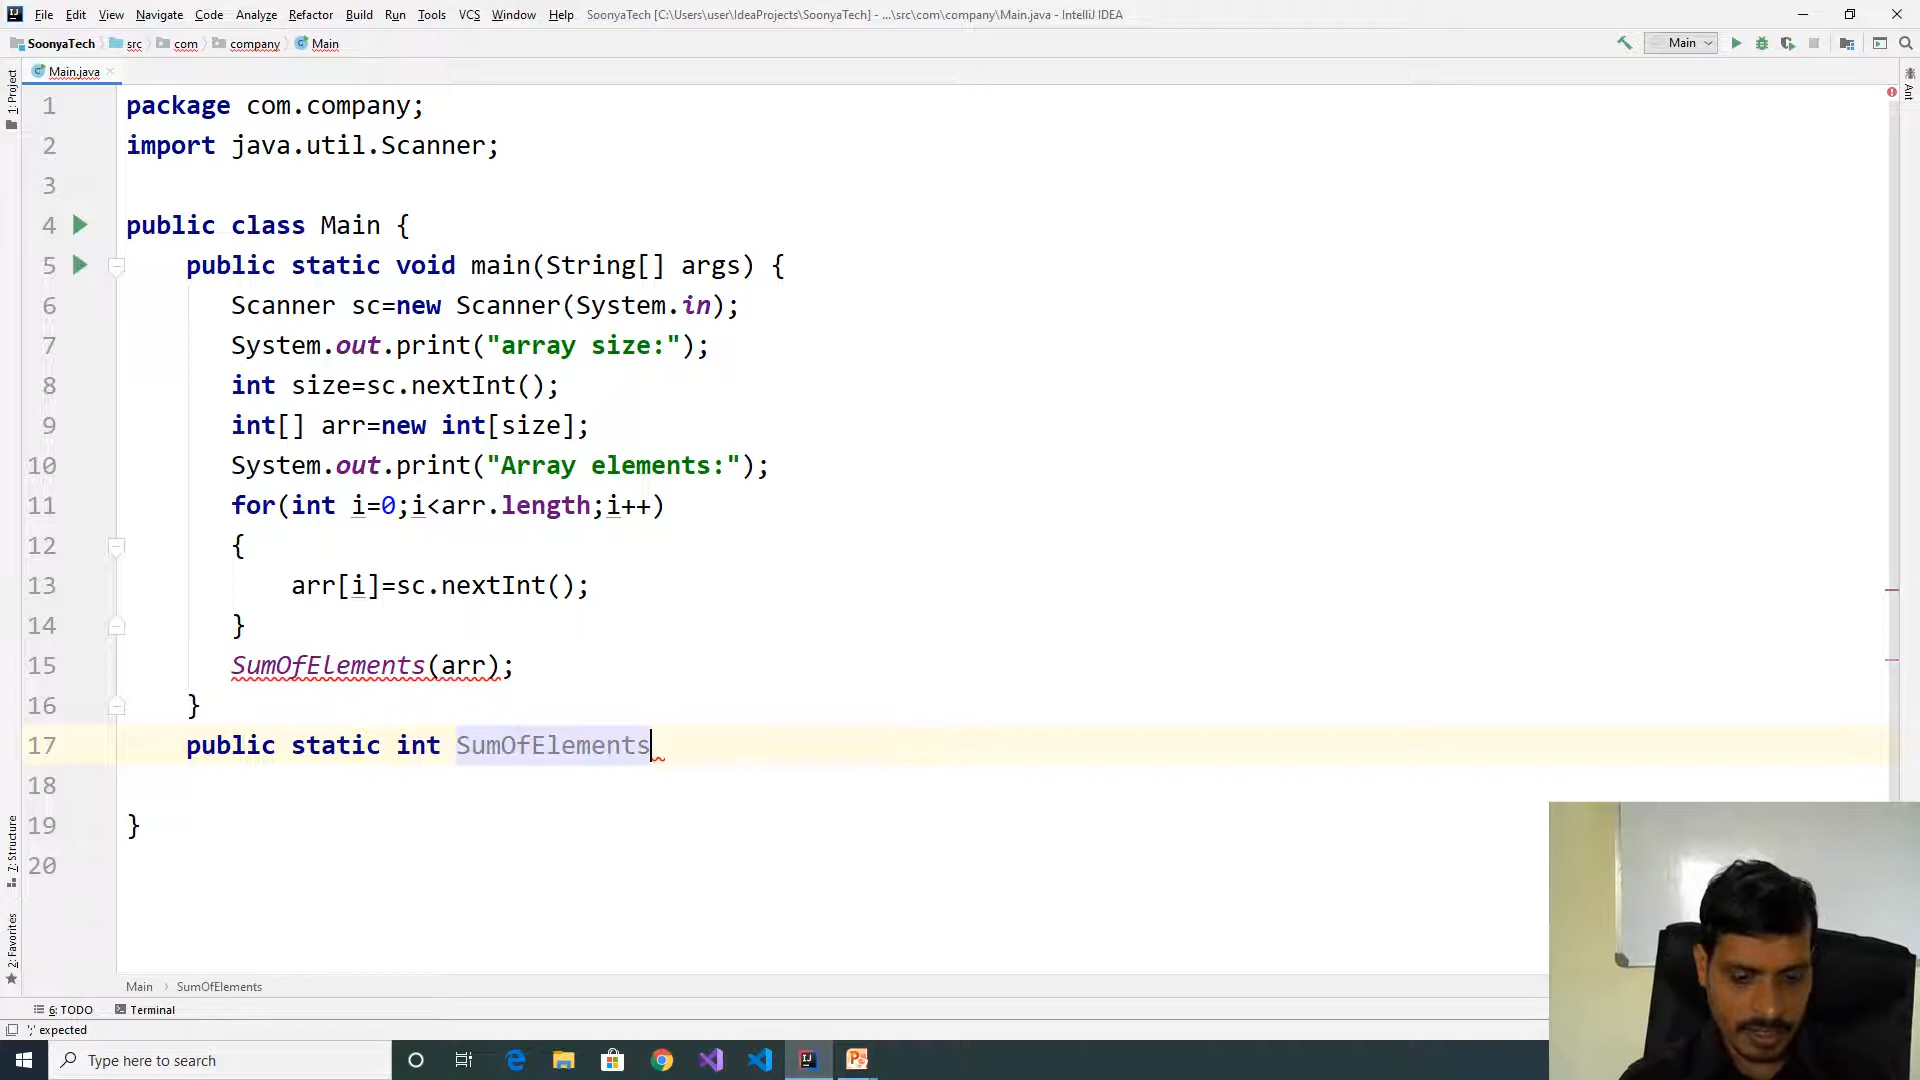 File Edit View Navigate Code Analyze Refactor Build Run Tools VCS Window Help SoonyaTech [C:\Users\user\IdeaProjects\SoonyaTech] - ...\src\com\company\Main.java - IntelliJ IDEA
SoonyaTech src com company Main Main
Main.java
1 package com.company;
2 import java.util.Scanner;
3
4 public class Main {
5 public static void main(String[] args) {
6 Scanner sc=new Scanner(System.in);
7 System.out.print("array size:");
8 int size=sc.nextInt();
9 int[] arr=new int[size];
10 System.out.print("Array elements:");
11 for(int i=0;i<arr.length;i++)
12 {
13 arr[i]=sc.nextInt();
14 }
15 SumOfElements(arr);
16 }
17 public static int SumOfElements
18
19 }
20
1: Project
7: Structure
2: Favorites
Ant
Main SumOfElements
6: TODO Terminal
';' expected
Type here to search